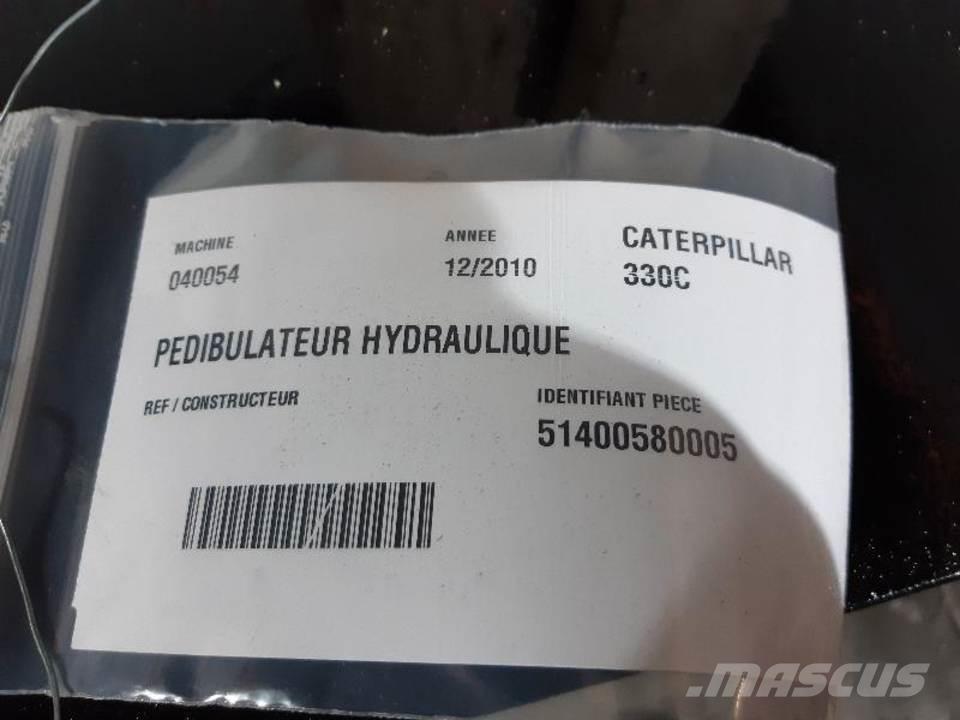 MACHINE
040054
ANNEE
12/2010
CATERPILLAR
330C
PEDIBULATEUR HYDRAULIQUE
REF / CONSTRUCTEUR
IDENTIFIANT PIECE
51400580005
MASCUS